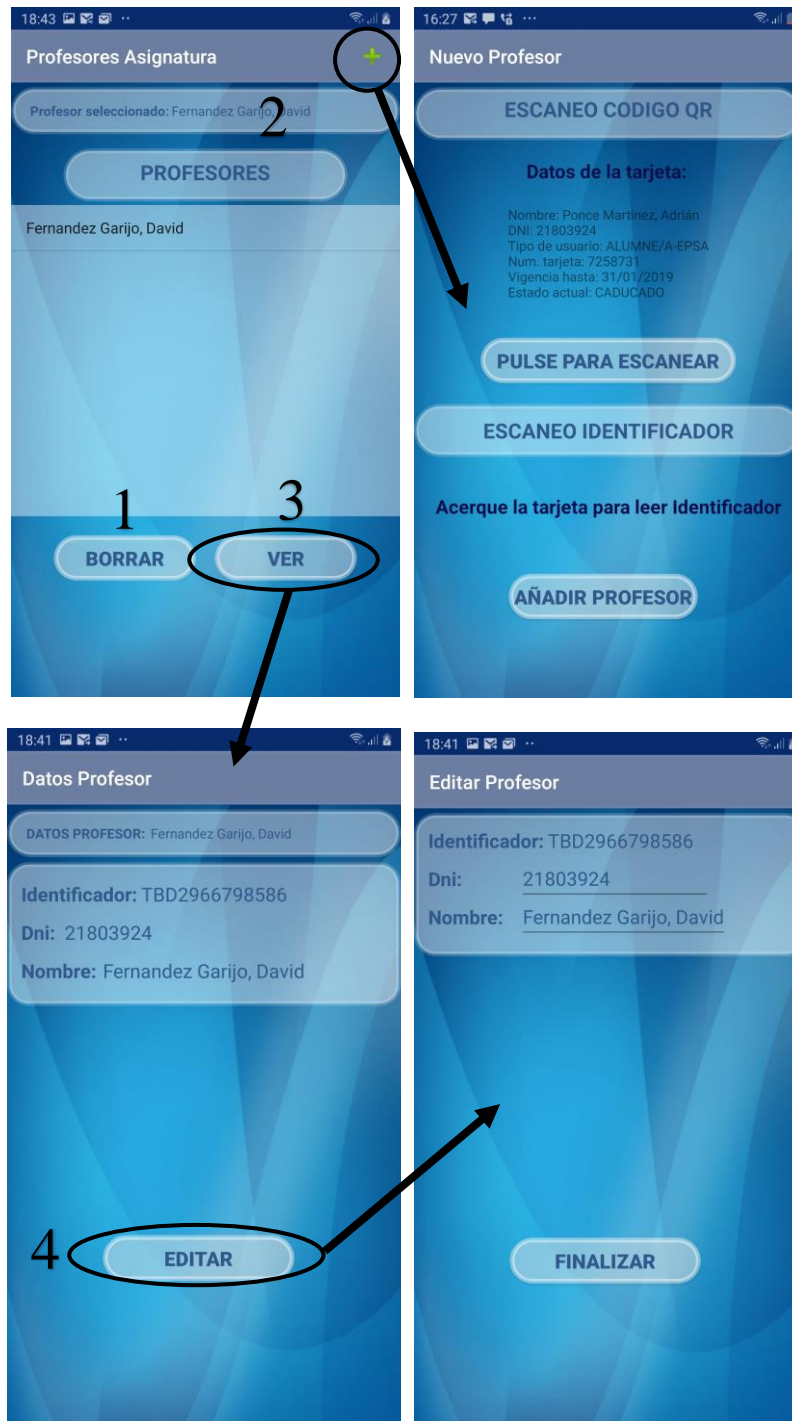 18:43
Profesores Asignatura
2
Profesor seleccionado: Fernandez Garijo, David
PROFESORES
Fernandez Garijo, David
1
3
BORRAR
VER
16:27
Nuevo Profesor
ESCANEO CODIGO QR
Datos de la tarjeta:
Nombre: Ponce Martínez, Adrián
DNI: 21803924
Tipo de usuario: ALUMNE/A-EPSA
Num. tarjeta: 7258731
Vigencia hasta: 31/01/2019
Estado actual: CADUCADO
PULSE PARA ESCANEAR
ESCANEO IDENTIFICADOR
Acerque la tarjeta para leer Identificador
AÑADIR PROFESOR
18:41
Datos Profesor
DATOS PROFESOR: Fernandez Garijo, David
Identificador: TBD2966798586
Dni: 21803924
Nombre: Fernandez Garijo, David
4
EDITAR
18:41
Editar Profesor
Identificador: TBD2966798586
Dni: 21803924
Nombre: Fernandez Garijo, David
FINALIZAR